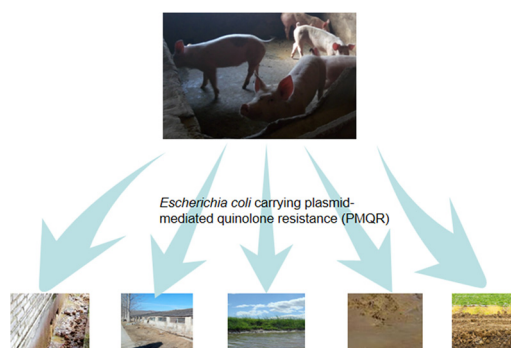 Escherichia coli carrying plasmid-
mediated quinolone resistance (PMQR)